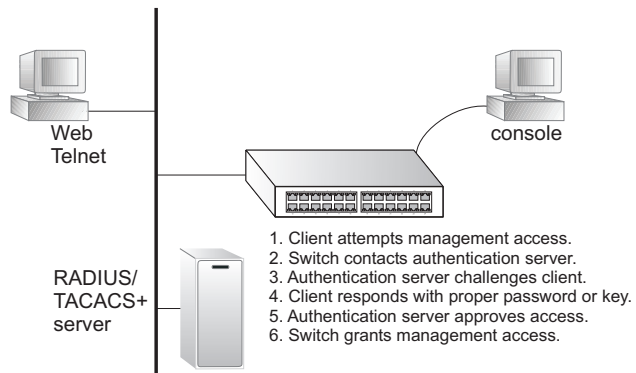 Web
Telnet
console
RADIUS/
TACACS+
server
1. Client attempts management access.
2. Switch contacts authentication server.
3. Authentication server challenges client.
4. Client responds with proper password or key.
5. Authentication server approves access.
6. Switch grants management access.